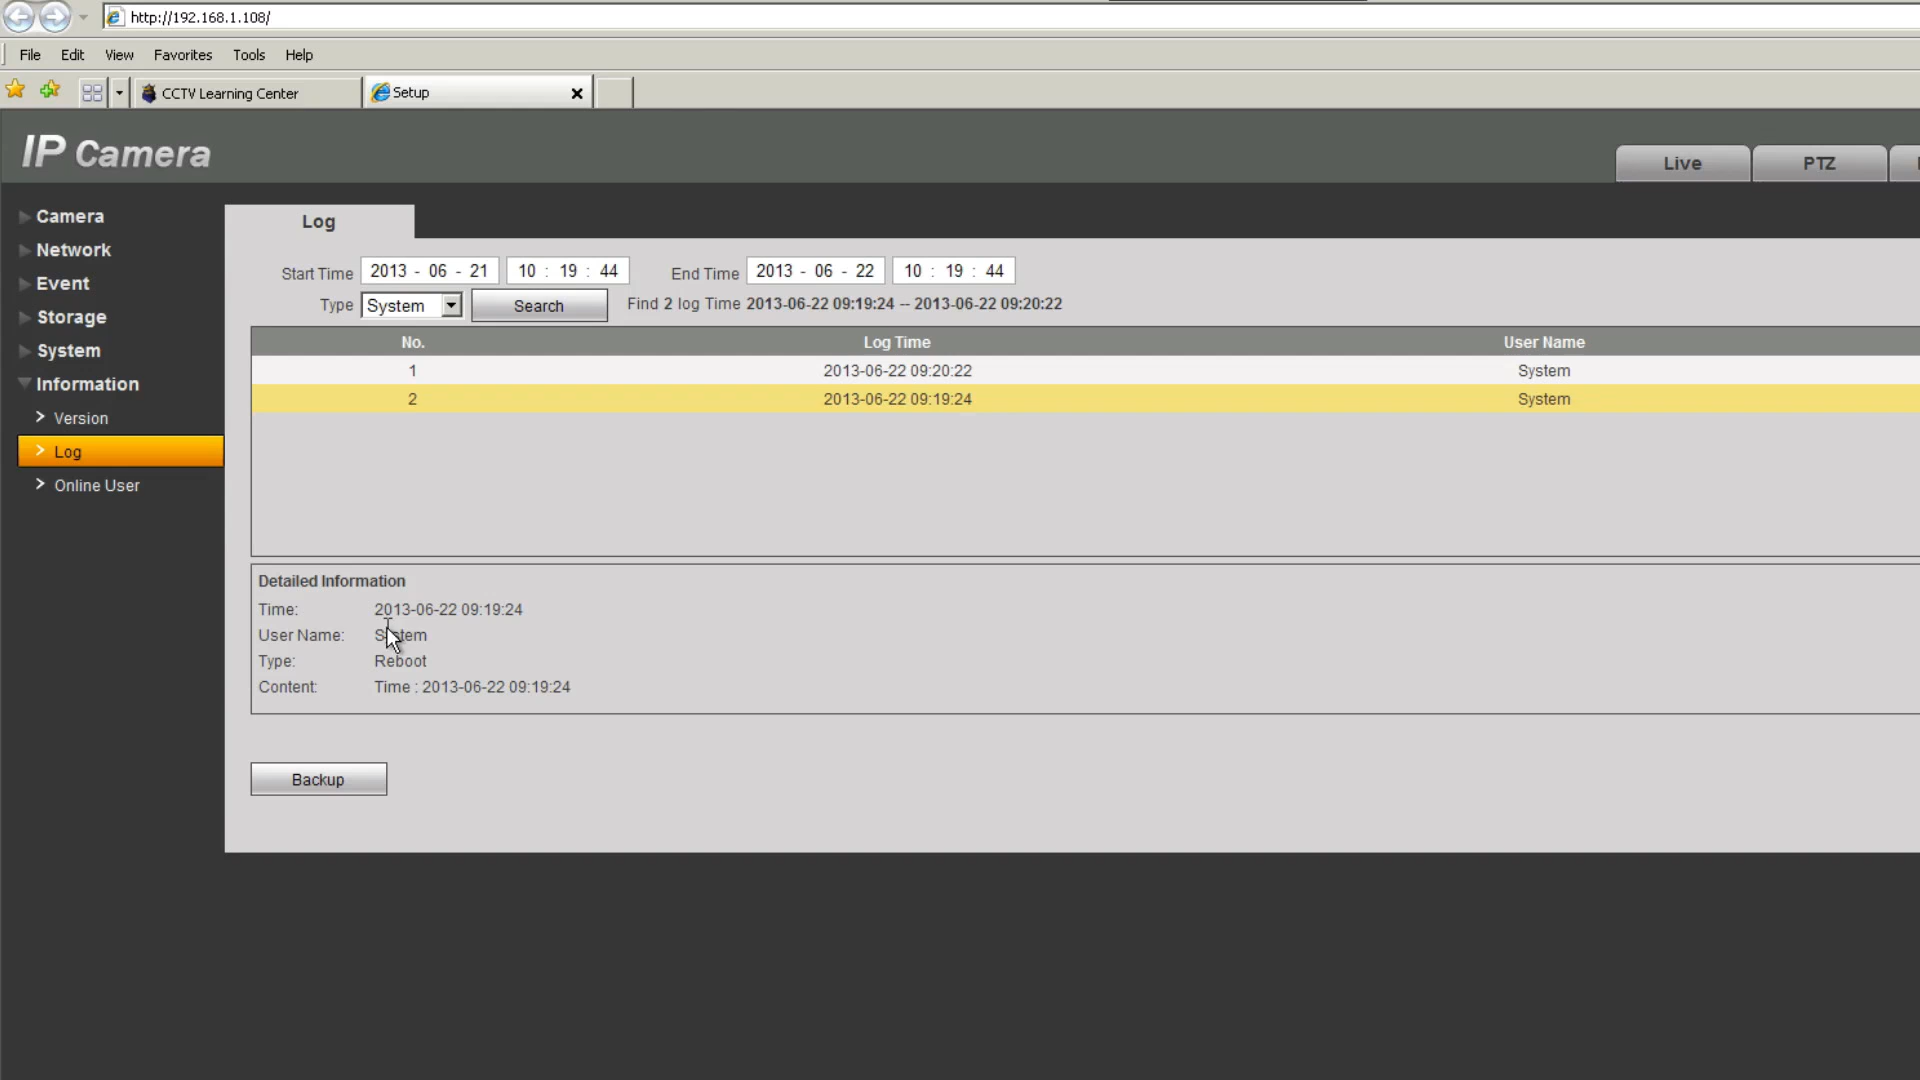 http://192.168.1.108/
File Edit View Favorites Tools Help
CCTV Learning Center Setup
IP Camera
Live PTZ
Camera
Network
Event
Storage
System
Information
Version
Log
Online User
Log
Start Time 2013 - 06 - 21 10 : 19 : 44 End Time 2013 - 06 - 22 10 : 19 : 44
Type System Search Find 2 log Time 2013-06-22 09:19:24 -- 2013-06-22 09:20:22
No. Log Time User Name
1 2013-06-22 09:20:22 System
2 2013-06-22 09:19:24 System
Detailed Information
Time: 2013-06-22 09:19:24
User Name: System
Type: Reboot
Content: Time : 2013-06-22 09:19:24
Backup